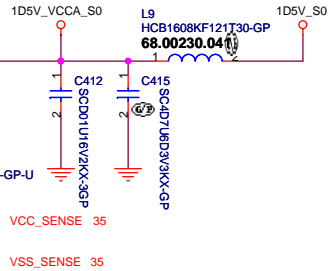 1D5V_VCCA_S0
L9
1D5V_S0
HCB1608KF121T30-GP
68.00230.041
1
2
1
C412
2
SCD01U16V2KX-3GP
1
C415
2
SC4D7U6D3V3KX-GP
-GP-U
VCC_SENSE 35
VSS_SENSE 35